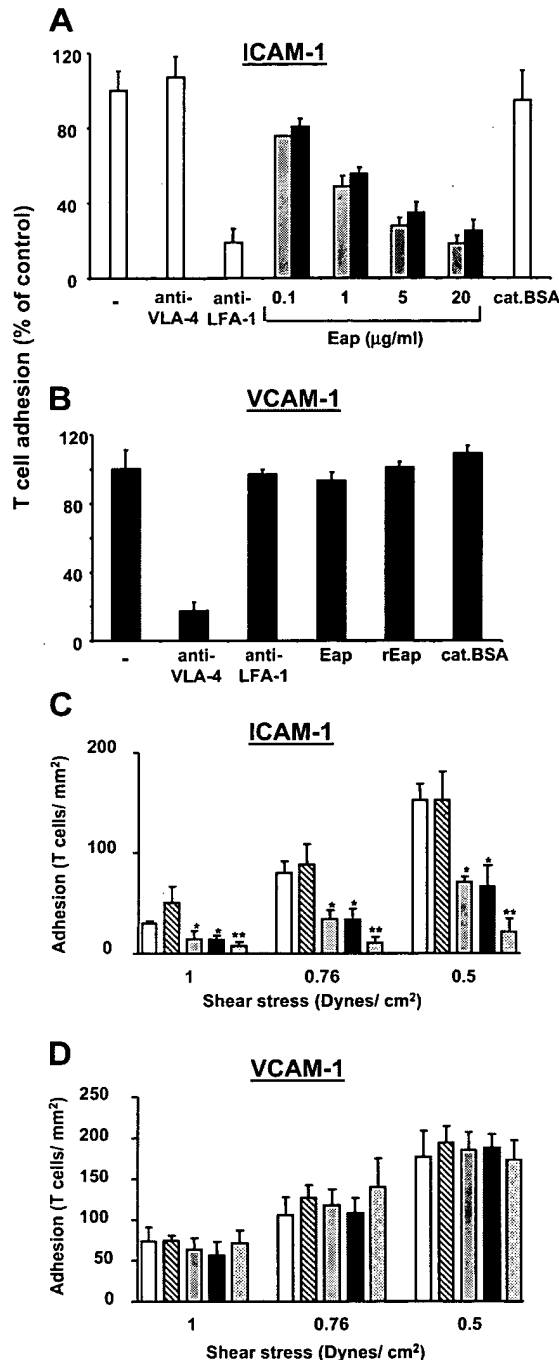 A
ICAM-1
T cell adhesion (% of control)
120
80
40
0
-
anti-
VLA-4
anti-
LFA-1
0.1
1
5
20
cat.BSA
Eap (µg/ml)
B
VCAM-1
120
80
40
0
-
anti-
VLA-4
anti-
LFA-1
Eap
rEap
cat.BSA
C
ICAM-1
Adhesion (T cells/ mm²)
200
100
0
* * **
* * **
* * **
1
0.76
0.5
Shear stress (Dynes/ cm²)
D
VCAM-1
Adhesion (T cells/ mm²)
250
200
150
100
50
0
1
0.76
0.5
Shear stress (Dynes/ cm²)